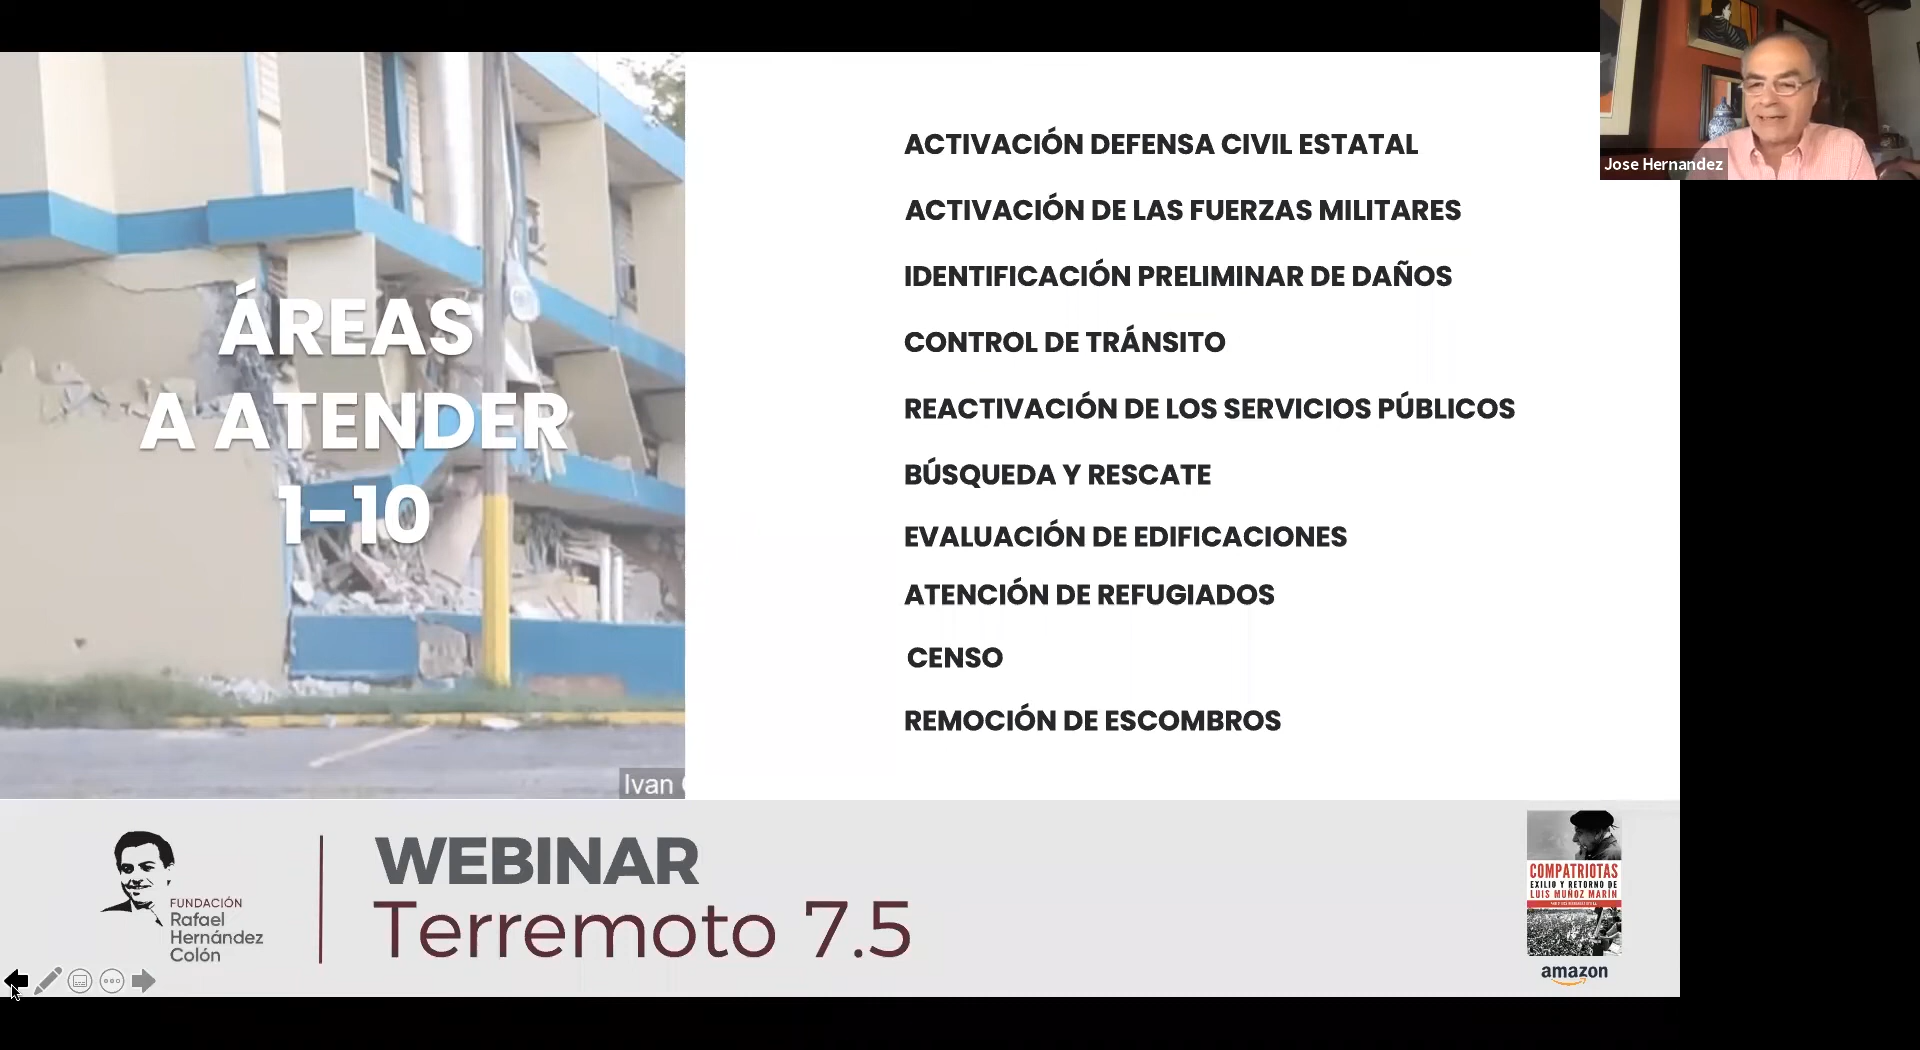 ÁREAS
A ATENDER
1-10
ACTIVACIÓN DEFENSA CIVIL ESTATAL
ACTIVACIÓN DE LAS FUERZAS MILITARES
IDENTIFICACIÓN PRELIMINAR DE DAÑOS
CONTROL DE TRÁNSITO
REACTIVACIÓN DE LOS SERVICIOS PÚBLICOS
BÚSQUEDA Y RESCATE
EVALUACIÓN DE EDIFICACIONES
ATENCIÓN DE REFUGIADOS
CENSO
REMOCIÓN DE ESCOMBROS
Jose Hernandez
Ivan
FUNDACIÓN
Rafael
Hernández
Colón
WEBINAR
Terremoto 7.5
COMPATRIOTAS
EXILIO Y RETORNO DE
LUIS MUÑOZ MARÍN
amazon